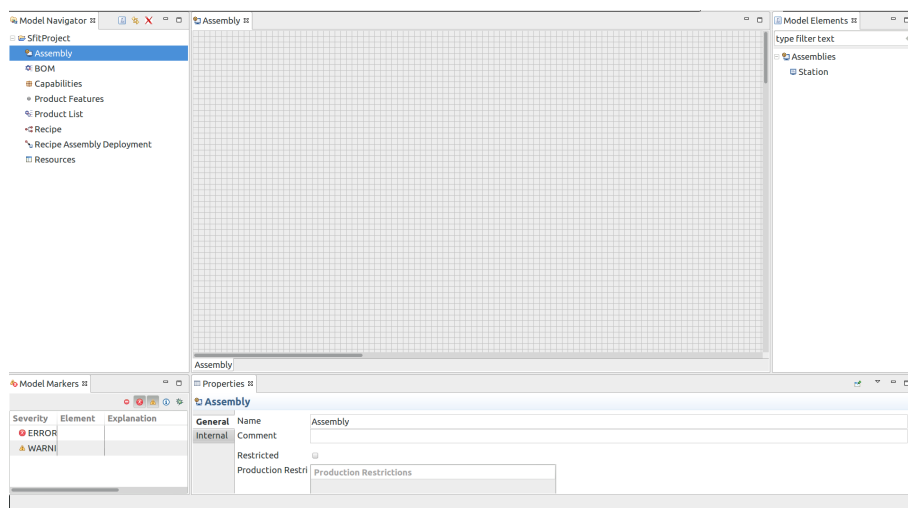 Model Navigator
SfitProject
Assembly
BOM
Capabilities
Product Features
Product List
Recipe
Recipe Assembly Deployment
Resources
Assembly
Assembly
Model Elements
type filter text
Assemblies
Station
Model Markers
Severity Element Explanation
ERROR
WARNI
Properties
Assembly
General
Internal
Name Assembly
Comment
Restricted
Production Restri
Production Restrictions